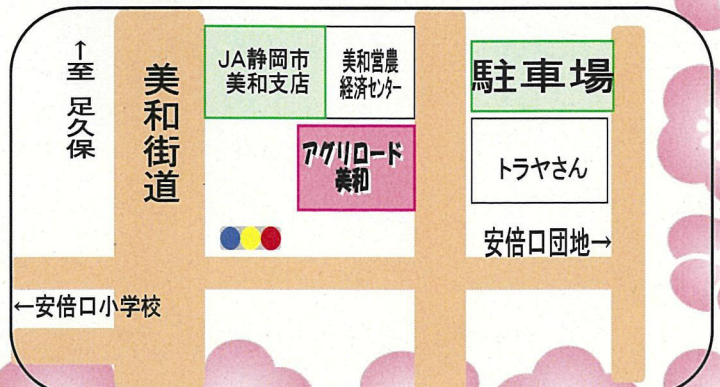 ↑至 足久保
美和街道
JA静岡市
美和支店
美和営農
経済センター
駐車場
アグリロード
美和
トラヤさん
安倍口団地→
←安倍口小学校